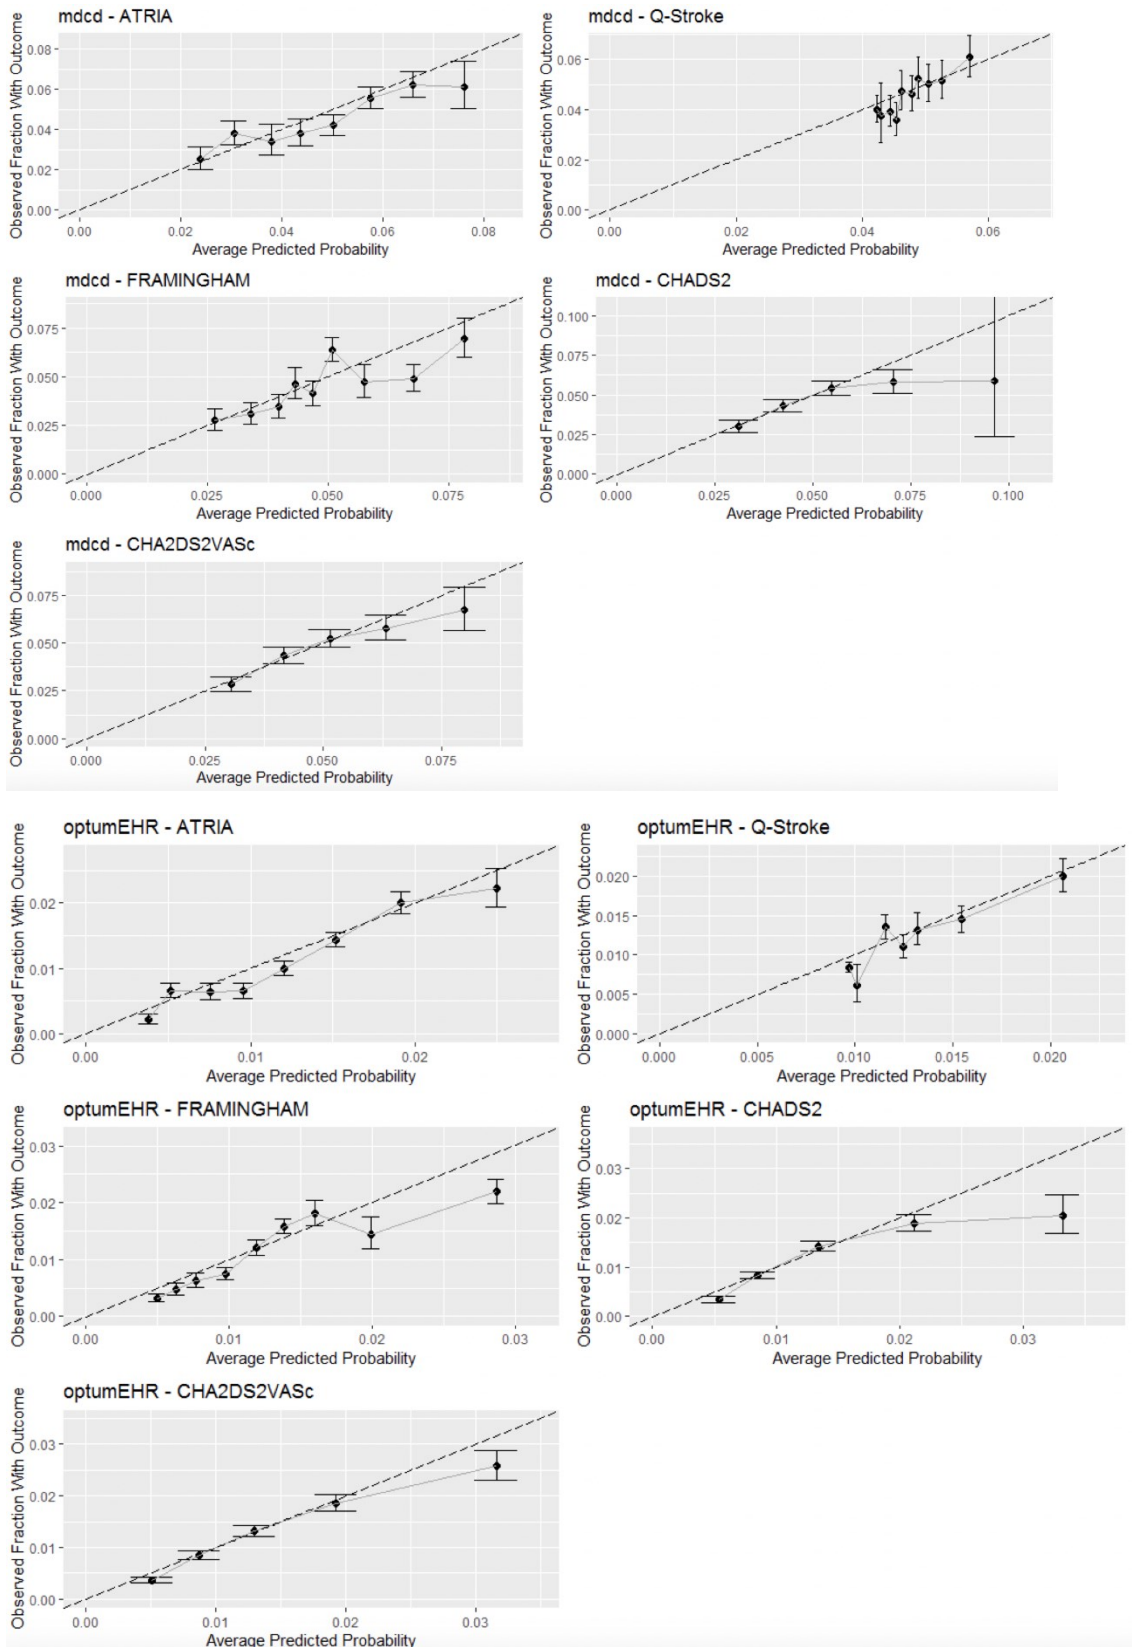 mdcd - ATRIA
Observed Fraction With Outcome
0.08
0.06
0.04
0.02
0.00
0.00 0.02 0.04 0.06 0.08
Average Predicted Probability
mdcd - Q-Stroke
Observed Fraction With Outcome
0.06
0.04
0.02
0.00
0.00 0.02 0.04 0.06
Average Predicted Probability
mdcd - FRAMINGHAM
Observed Fraction With Outcome
0.075
0.050
0.025
0.000
0.000 0.025 0.050 0.075
Average Predicted Probability
mdcd - CHADS2
Observed Fraction With Outcome
0.100
0.075
0.050
0.025
0.000
0.000 0.025 0.050 0.075 0.100
Average Predicted Probability
mdcd - CHA2DS2VASc
Observed Fraction With Outcome
0.075
0.050
0.025
0.000
0.000 0.025 0.050 0.075
Average Predicted Probability
optumEHR - ATRIA
Observed Fraction With Outcome
0.02
0.01
0.00
0.00 0.01 0.02
Average Predicted Probability
optumEHR - Q-Stroke
Observed Fraction With Outcome
0.020
0.015
0.010
0.005
0.000
0.000 0.005 0.010 0.015 0.020
Average Predicted Probability
optumEHR - FRAMINGHAM
Observed Fraction With Outcome
0.03
0.02
0.01
0.00
0.00 0.01 0.02 0.03
Average Predicted Probability
optumEHR - CHADS2
Observed Fraction With Outcome
0.03
0.02
0.01
0.00
0.00 0.01 0.02 0.03
Average Predicted Probability
optumEHR - CHA2DS2VASc
Observed Fraction With Outcome
0.03
0.02
0.01
0.00
0.00 0.01 0.02 0.03
Average Predicted Probability